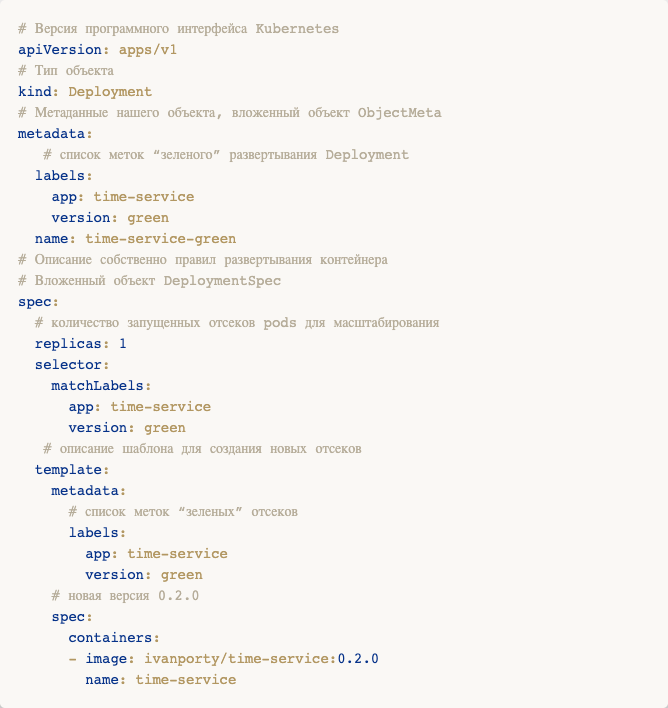 # Версия программного интерфейса Kubernetes
apiVersion: apps/v1
# Тип объекта
kind: Deployment
# Метаданные нашего объекта, вложенный объект ObjectMeta
metadata:
   # список меток “зеленого” развертывания Deployment
  labels:
    app: time-service
    version: green
  name: time-service-green
# Описание собственно правил развертывания контейнера
# Вложенный объект DeploymentSpec
spec:
  # количество запущенных отсеков pods для масштабирования
  replicas: 1
  selector:
    matchLabels:
      app: time-service
      version: green
   # описание шаблона для создания новых отсеков
  template:
    metadata:
      # список меток “зеленых” отсеков
      labels:
        app: time-service
        version: green
    # новая версия 0.2.0
    spec:
      containers:
      - image: ivanporty/time-service:0.2.0
        name: time-service